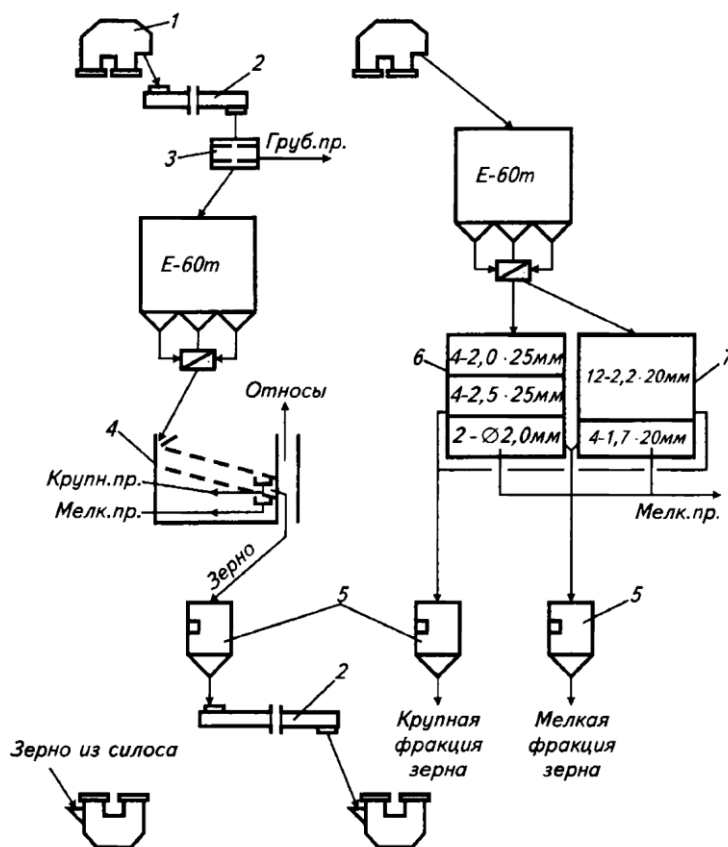 1
2
3
Груб.пр.
Е-60т
Е-60т
6
4-2,0·25мм
4-2,5·25мм
2-∅2,0мм
12-2,2·20мм
7
4-1,7·20мм
Относы
4
Крупн.пр.
Мелк.пр.
Мелк.пр.
Зерно
5
5
2
Крупная
фракция
зерна
Мелкая
фракция
зерна
Зерно из силоса